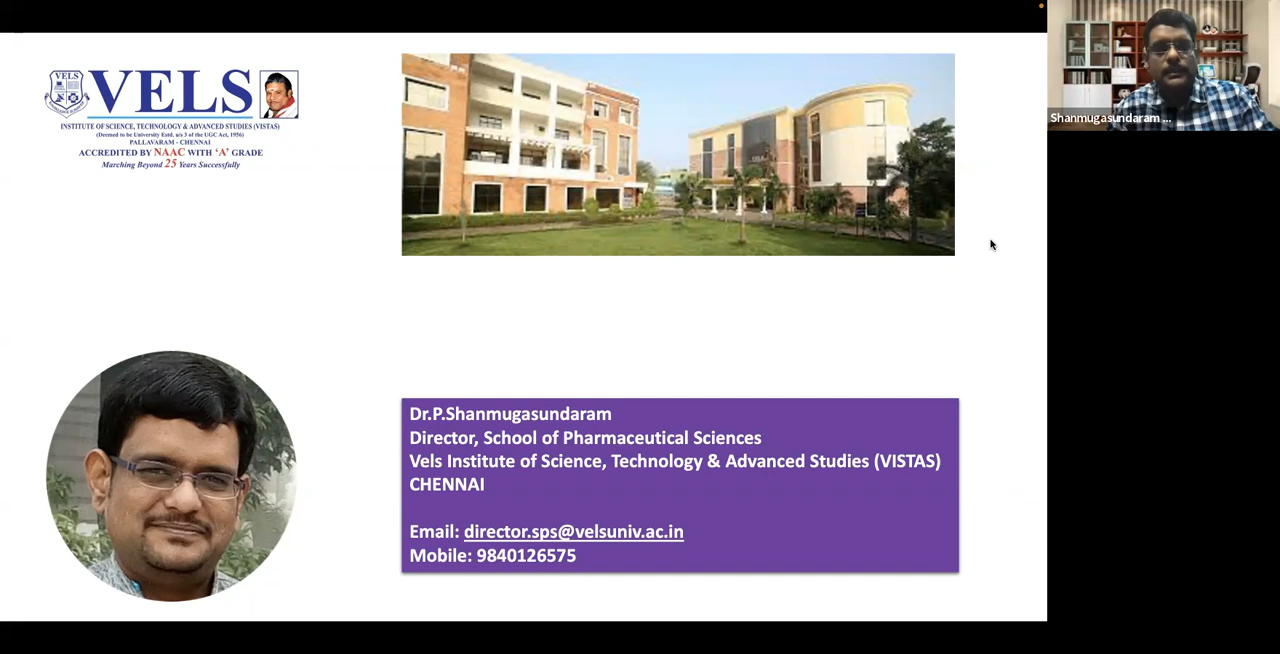 VELS
VELS
INSTITUTE OF SCIENCE, TECHNOLOGY & ADVANCED STUDIES (VISTAS)
(Deemed to be University Estd. u/s 3 of the UGC Act, 1956)
PALLAVARAM - CHENNAI
ACCREDITED BY NAAC WITH 'A' GRADE
Marching Beyond 25 Years Successfully
Shanmugasundaram ...
Dr.P.Shanmugasundaram
Director, School of Pharmaceutical Sciences
Vels Institute of Science, Technology & Advanced Studies (VISTAS)
CHENNAI
Email: director.sps@velsuniv.ac.in
Mobile: 9840126575